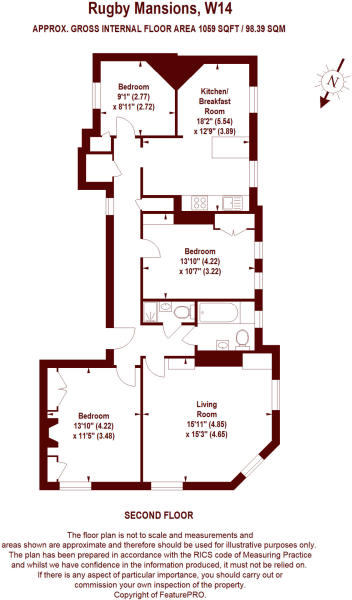 Rugby Mansions, W14
APPROX. GROSS INTERNAL FLOOR AREA 1059 SQFT / 98.39 SQM
N
Bedroom
9'1" (2.77)
x 8'11" (2.72)
Kitchen/
Breakfast
Room
18'2" (5.54)
x 12'9" (3.89)
Bedroom
13'10" (4.22)
x 10'7" (3.22)
Bedroom
13'10" (4.22)
x 11'5" (3.48)
Living
Room
15'11" (4.85)
x 15'3" (4.65)
SECOND FLOOR
The floor plan is not to scale and measurements and
areas shown are approximate and therefore should be used for illustrative purposes only.
The plan has been prepared in accordance with the RICS code of Measuring Practice
and whilst we have confidence in the information produced, it must not be relied on.
If there is any aspect of particular importance, you should carry out or
commission your own inspection of the property.
Copyright of FeaturePRO.